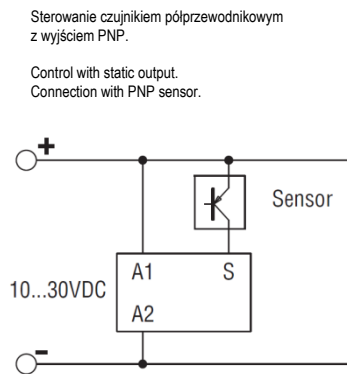 Sterowanie czujnikiem półprzewodnikowym
z wyjściem PNP.
Control with static output.
Connection with PNP sensor.
+
Sensor
A1 S
10...30VDC
A2
-